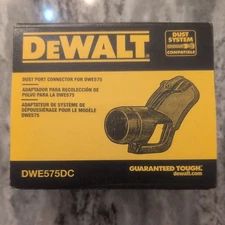 DEWALT
DUST
SYSTEM
COMPATIBLE
DUST PORT CONNECTOR FOR DWE575
ADAPTADOR PARA RECOLECCIÓN DE
POLVO PARA LA DWE575
ADAPTATEUR DE SYSTÈME DE
DÉPOUSSIÉRAGE POUR LE MODÈLE
DWE575
DWE575DC
GUARANTEED TOUGH.
dewalt.com